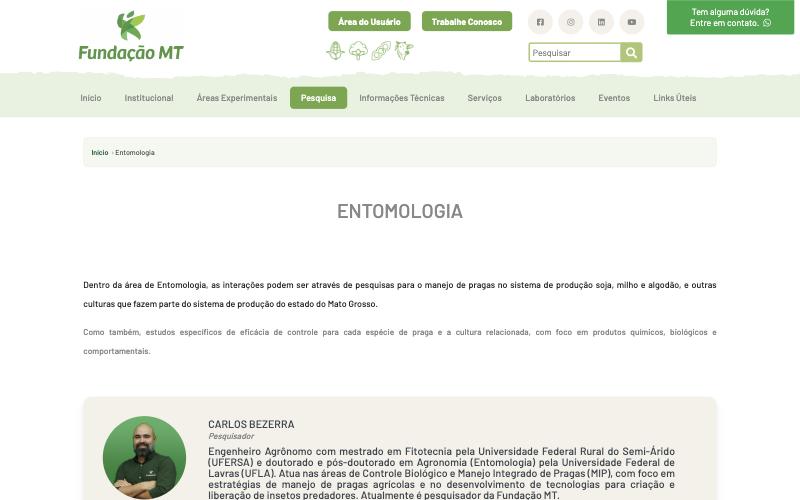 Tem alguma dúvida?
Entre em contato.
Área do Usuário
Trabalhe Conosco
Fundação MT
Pesquisar
Início
Institucional
Áreas Experimentais
Pesquisa
Informações Técnicas
Serviços
Laboratórios
Eventos
Links Úteis
Início › Entomologia
ENTOMOLOGIA
Dentro da área de Entomologia, as interações podem ser através de pesquisas para o manejo de pragas no sistema de produção soja, milho e algodão, e outras
culturas que fazem parte do sistema de produção do estado do Mato Grosso.
Como também, estudos específicos de eficácia de controle para cada espécie de praga e a cultura relacionada, com foco em produtos químicos, biológicos e
comportamentais.
CARLOS BEZERRA
Pesquisador
Engenheiro Agrônomo com mestrado em Fitotecnia pela Universidade Federal Rural do Semi-Árido
(UFERSA) e doutorado e pós-doutorado em Agronomia (Entomologia) pela Universidade Federal de
Lavras (UFLA). Atua nas áreas de Controle Biológico e Manejo Integrado de Pragas (MIP), com foco em
estratégias de manejo de pragas agrícolas e no desenvolvimento de tecnologias para criação e
liberação de insetos predadores. Atualmente é pesquisador da Fundação MT.